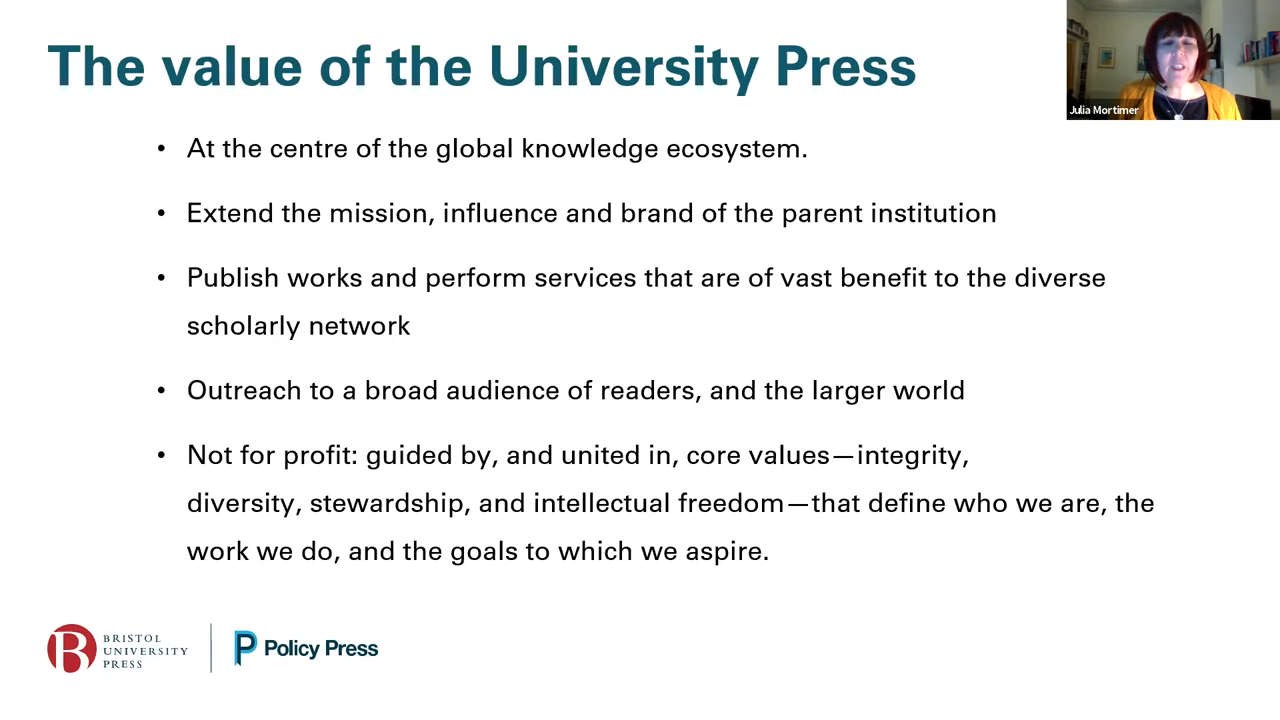 The value of the University Press
Julia Mortimer
• At the centre of the global knowledge ecosystem.
• Extend the mission, influence and brand of the parent institution
• Publish works and perform services that are of vast benefit to the diverse
scholarly network
• Outreach to a broad audience of readers, and the larger world
• Not for profit: guided by, and united in, core values—integrity,
diversity, stewardship, and intellectual freedom—that define who we are, the
work we do, and the goals to which we aspire.
BRISTOL
UNIVERSITY
PRESS
Policy Press